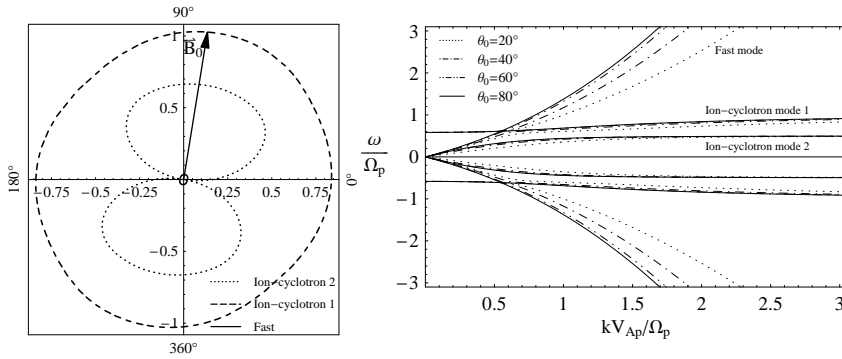 90°
1
B₀
0.5
180°
−0.75 −0.5 −0.25 0 0.25 0.5 0.75
0°
−0.5
−1
Ion−cyclotron 2
Ion−cyclotron 1
Fast
360°
3
2
1
0
−1
−2
−3
ω
Ωp
θ₀=20°
θ₀=40°
θ₀=60°
θ₀=80°
Fast mode
Ion−cyclotron mode 1
Ion−cyclotron mode 2
0.5 1 1.5 2 2.5 3
kVAp/Ωp